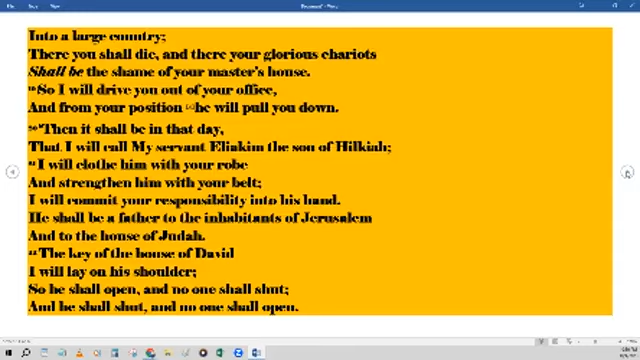 Into a large country;
There you shall die, and there your glorious chariots
Shall be the shame of your master's house.
19 So I will drive you out of your office,
And from your position he will pull you down.
20 'Then it shall be in that day,
That I will call My servant Eliakim the son of Hilkiah;
21 I will clothe him with your robe
And strengthen him with your belt;
I will commit your responsibility into his hand.
He shall be a father to the inhabitants of Jerusalem
And to the house of Judah.
22 The key of the house of David
I will lay on his shoulder;
So he shall open, and no one shall shut;
And he shall shut, and no one shall open.